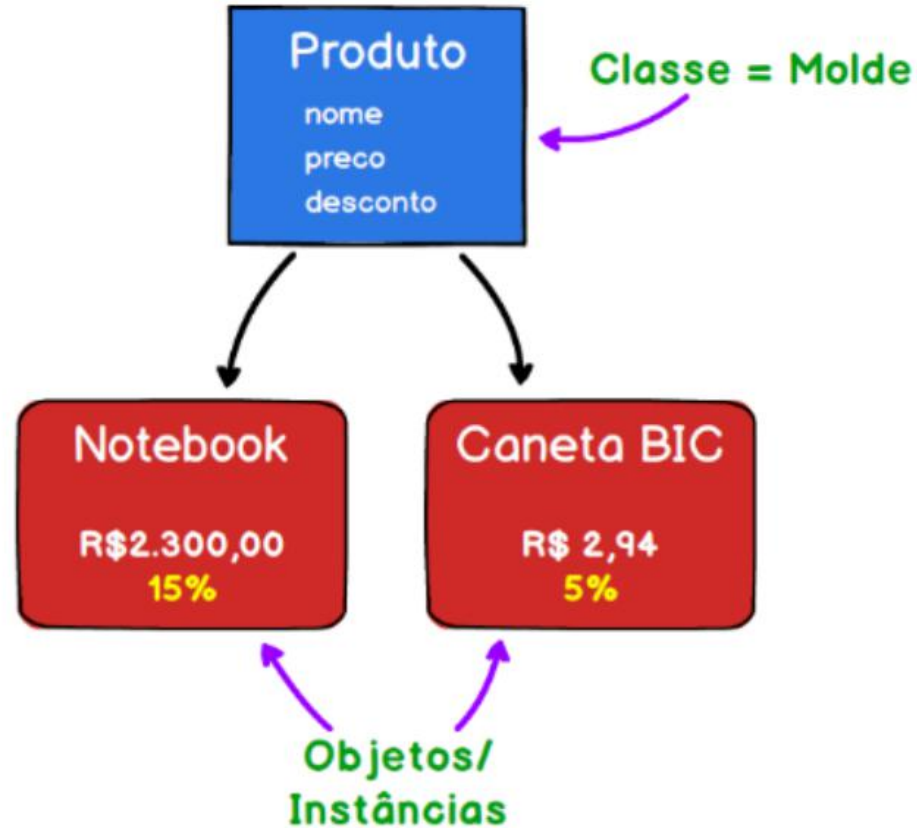 Produto
nome
preco
desconto
Classe = Molde
Notebook
R$2.300,00
15%
Caneta BIC
R$ 2,94
5%
Objetos/
Instâncias